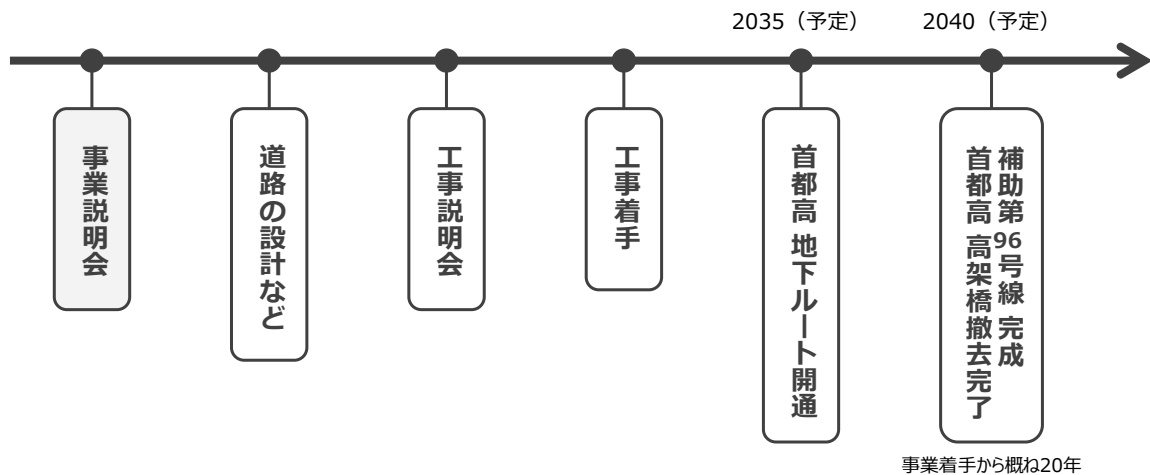 2035（予定）
2040（予定）
事業説明会
道路の設計など
工事説明会
工事着手
首都高 地下ルート開通
補助第96号線 完成
首都高 高架橋撤去完了
事業着手から概ね20年